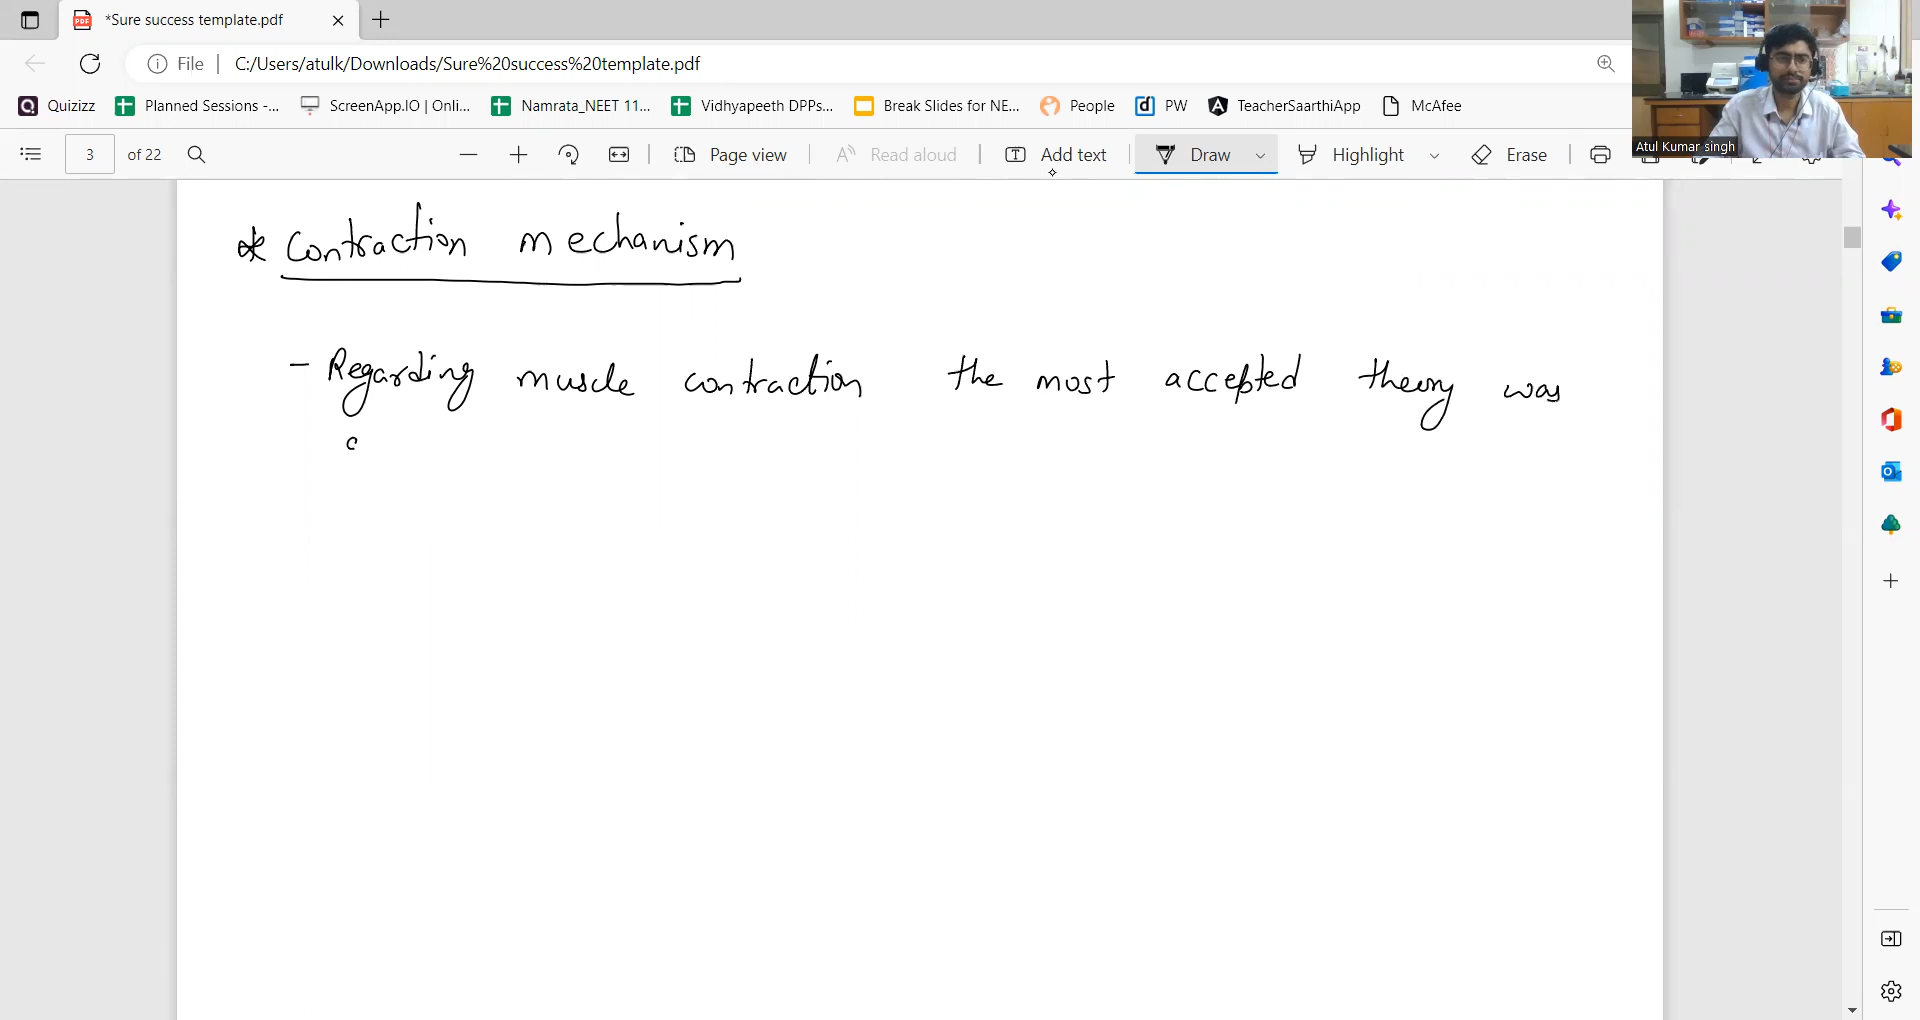 *Sure success template.pdf
File | C:/Users/atulk/Downloads/Sure%20success%20template.pdf
Quizizz Planned Sessions -... ScreenApp.IO | Onli... Namrata_NEET 11... Vidhyapeeth DPPs... Break Slides for NE... People PW TeacherSaarthiApp McAfee
Atul Kumar singh
3 of 22 Page view Read aloud Add text Draw Highlight Erase
* Contraction mechanism
- Regarding muscle contraction the most accepted theory was